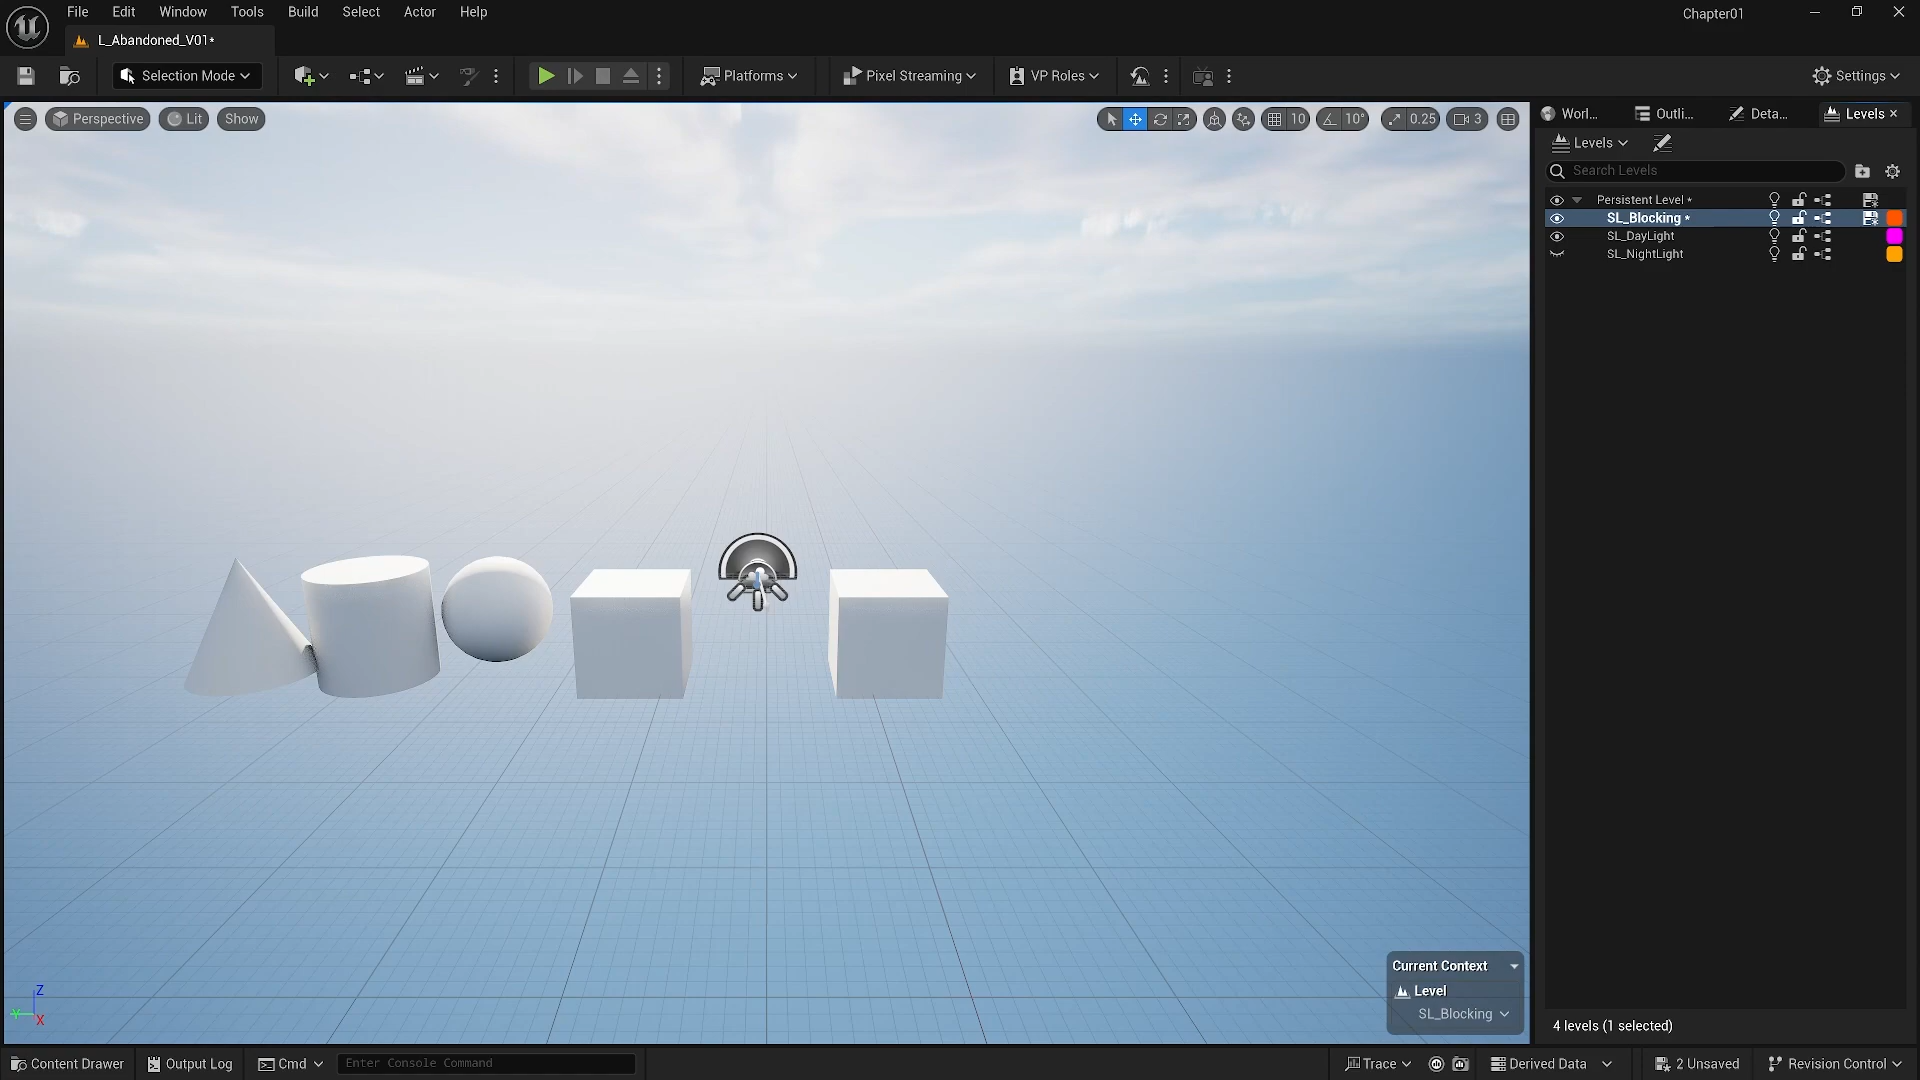 File Edit Window Tools Build Select Actor Help
Chapter01
L_Abandoned_V01*
Selection Mode
Platforms
Pixel Streaming
VP Roles
Settings
Perspective
Lit
Show
10
10°
0.25
3
Worl...
Outli...
Deta...
Levels
Levels
Search Levels
Persistent Level *
SL_Blocking *
SL_DayLight
SL_NightLight
Current Context
Level
SL_Blocking
Z
Y
X
4 levels (1 selected)
Content Drawer
Output Log
Cmd
Enter Console Command
Trace
Derived Data
2 Unsaved
Revision Control